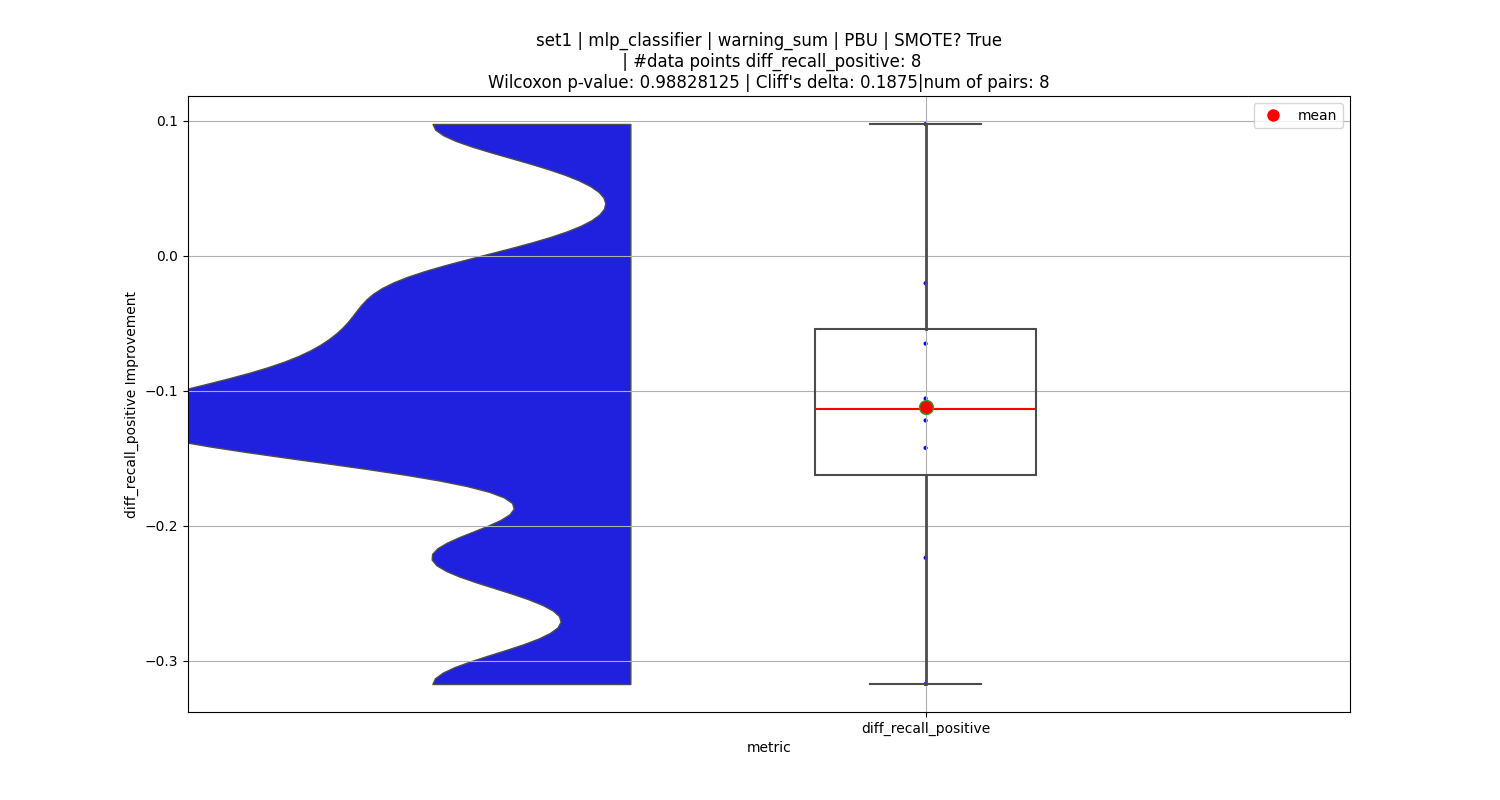 set1 | mlp_classifier | warning_sum | PBU | SMOTE? True
| #data points diff_recall_positive: 8
Wilcoxon p-value: 0.98828125 | Cliff's delta: 0.1875|num of pairs: 8
mean
0.1
0.0
−0.1
−0.2
−0.3
diff_recall_positive Improvement
diff_recall_positive
metric